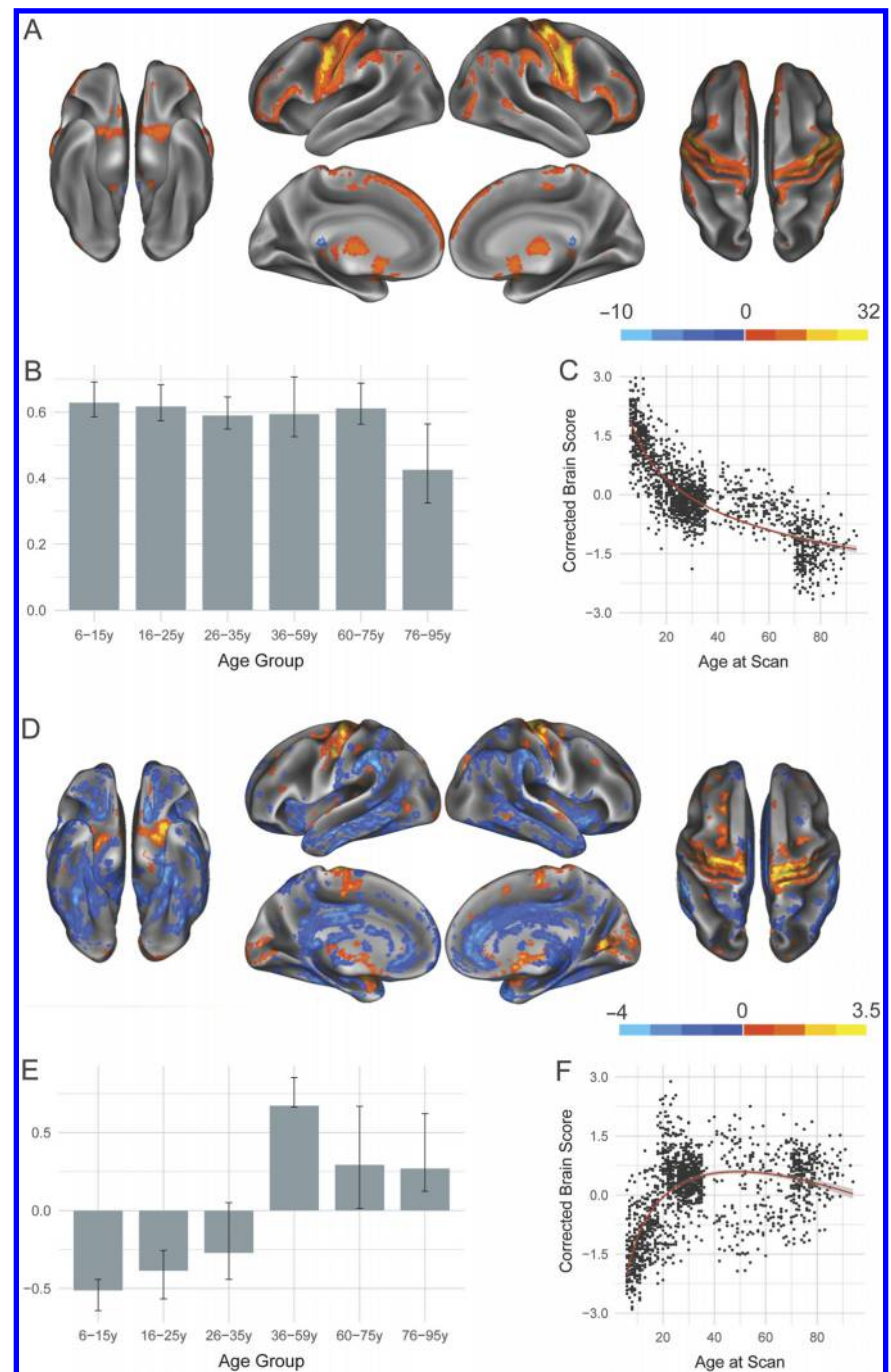 A
−10 0 32
B
0.6
0.4
0.2
0.0
6−15y 16−25y 26−35y 36−59y 60−75y 76−95y
Age Group
C
Corrected Brain Score
3.0
1.5
0.0
−1.5
−3.0
20 40 60 80
Age at Scan
D
−4 0 3.5
E
0.5
0.0
−0.5
6−15y 16−25y 26−35y 36−59y 60−75y 76−95y
Age Group
F
Corrected Brain Score
3.0
1.5
0.0
−1.5
−3.0
20 40 60 80
Age at Scan